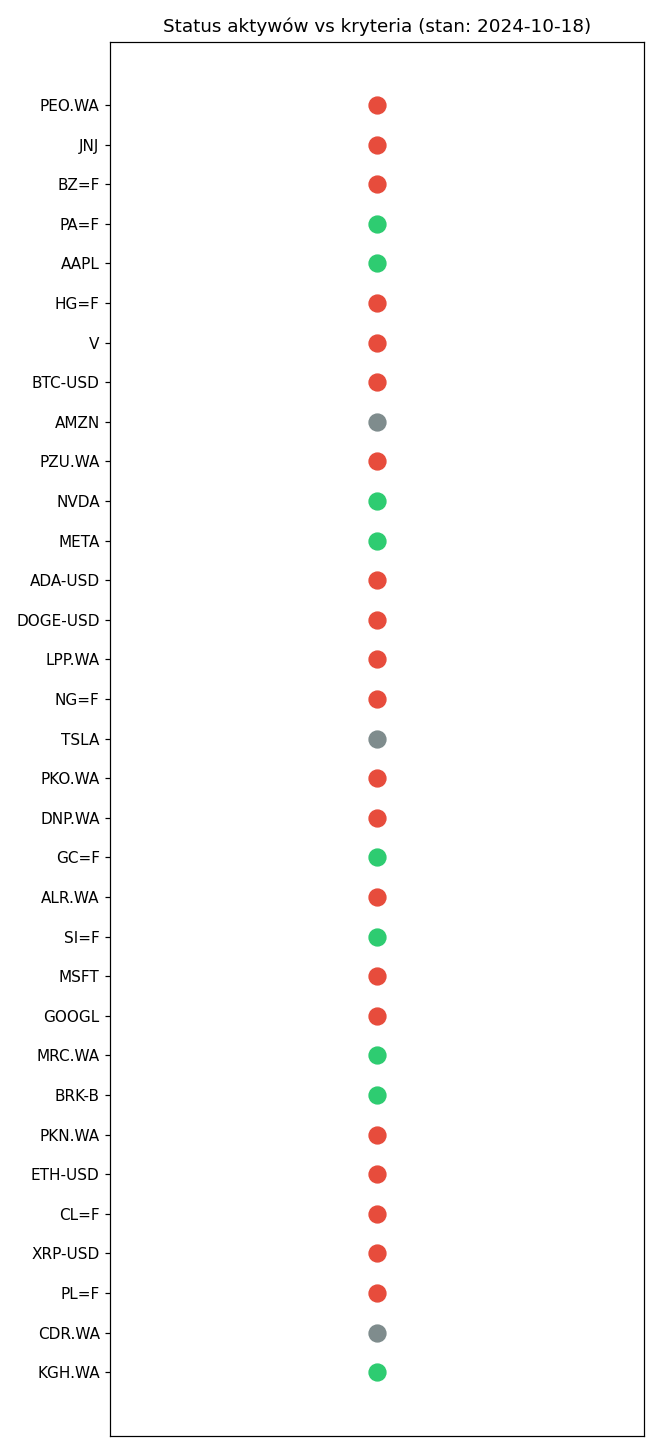 Status aktywów vs kryteria (stan: 2024-10-18)
PEO.WA
JNJ
BZ=F
PA=F
AAPL
HG=F
V
BTC-USD
AMZN
PZU.WA
NVDA
META
ADA-USD
DOGE-USD
LPP.WA
NG=F
TSLA
PKO.WA
DNP.WA
GC=F
ALR.WA
SI=F
MSFT
GOOGL
MRC.WA
BRK-B
PKN.WA
ETH-USD
CL=F
XRP-USD
PL=F
CDR.WA
KGH.WA